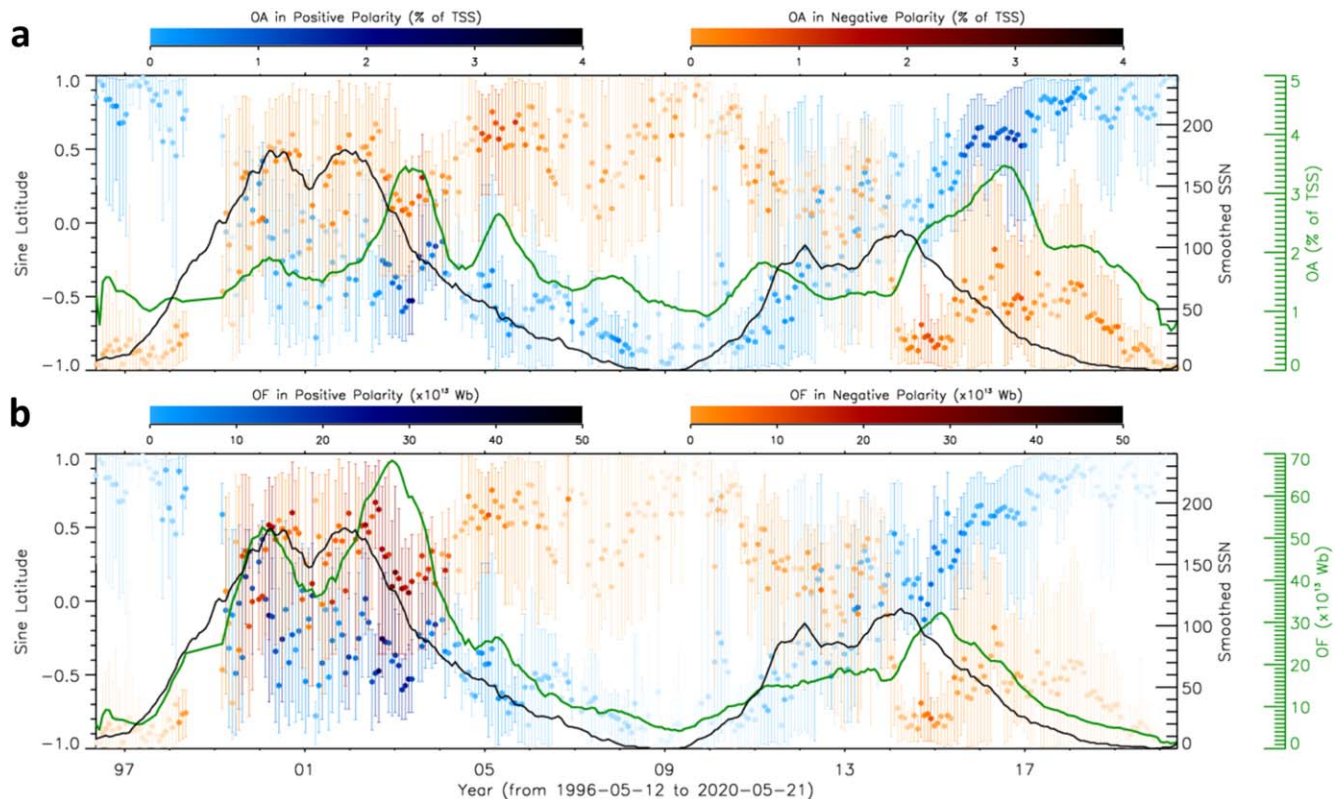 a
OA in Positive Polarity (% of TSS)
OA in Negative Polarity (% of TSS)
0 1 2 3 4
0 1 2 3 4
1.0
0.5
0.0
−0.5
−1.0
Sine Latitude
200
150
100
50
0
Smoothed SSN
5
4
3
2
1
0
OA (% of TSS)
b
OF in Positive Polarity (x10¹³ Wb)
OF in Negative Polarity (x10¹³ Wb)
0 10 20 30 40 50
0 10 20 30 40 50
1.0
0.5
0.0
−0.5
−1.0
Sine Latitude
200
150
100
50
0
Smoothed SSN
70
60
50
40
30
20
10
0
OF (x10¹³ Wb)
97 01 05 09 13 17
Year (from 1996-05-12 to 2020-05-21)